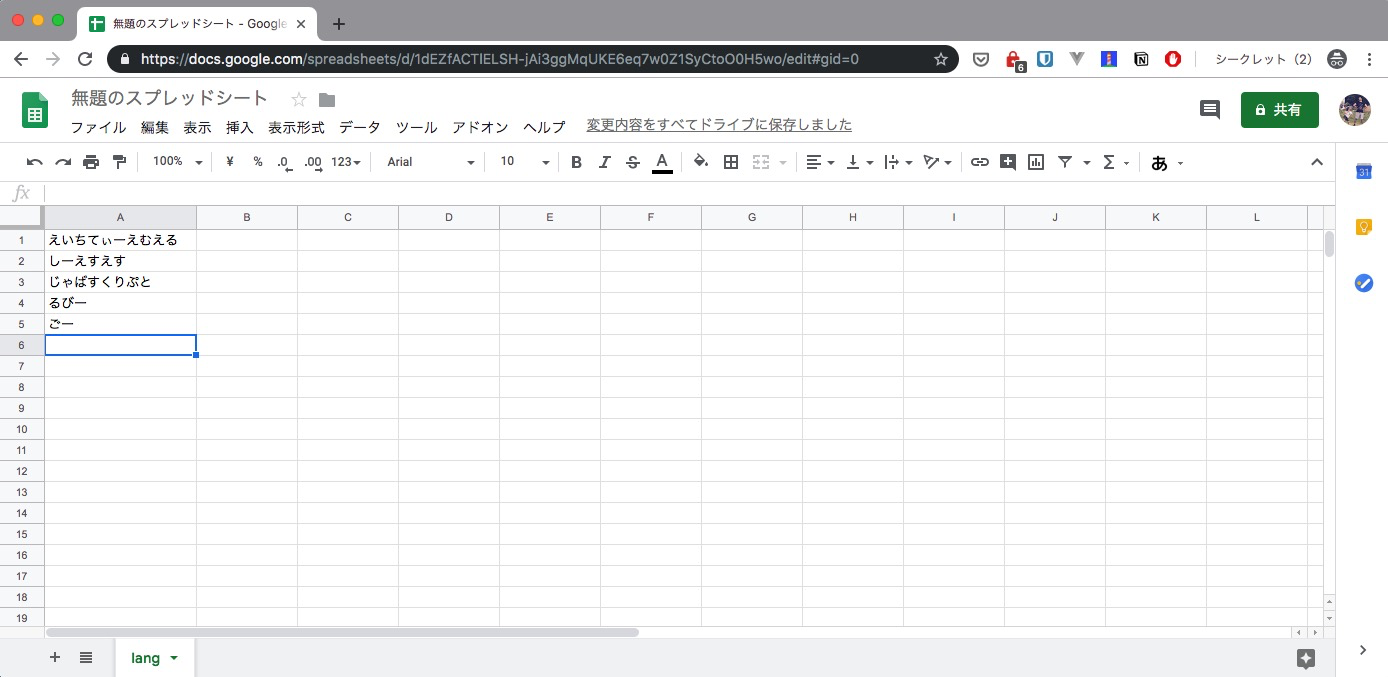 無題のスプレッドシート - Google
https://docs.google.com/spreadsheets/d/1dEZfACTIELSH-jAi3ggMqUKE6eq7w0Z1SyCtoO0H5wo/edit#gid=0
6
シークレット (2)
無題のスプレッドシート
ファイル 編集 表示 挿入 表示形式 データ ツール アドオン ヘルプ 変更内容をすべてドライブに保存しました
共有
100% ¥ % .0 .00 123 Arial 10 B I S A Σ あ
31
fx
A B C D E F G H I J K L
1 えいちてぃーえむえる
2 しーえすえす
3 じゃばすくりぷと
4 るびー
5 ごー
6
7
8
9
10
11
12
13
14
15
16
17
18
19
lang